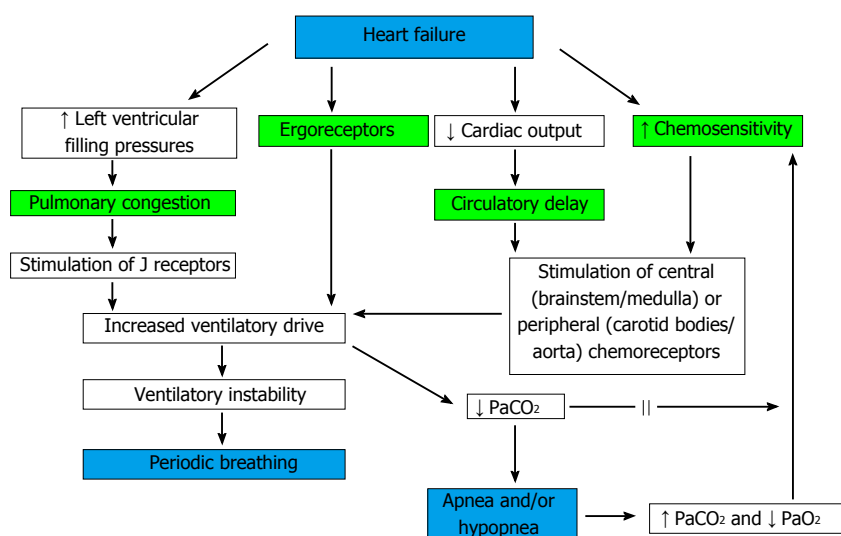 Heart failure
↑ Left ventricular
filling pressures
Ergoreceptors
↓ Cardiac output
↑ Chemosensitivity
Pulmonary congestion
Circulatory delay
Stimulation of J receptors
Stimulation of central
(brainstem/medulla) or
peripheral (carotid bodies/
aorta) chemoreceptors
Increased ventilatory drive
Ventilatory instability
↓ PaCO₂
||
Periodic breathing
Apnea and/or
hypopnea
↑ PaCO₂ and ↓ PaO₂